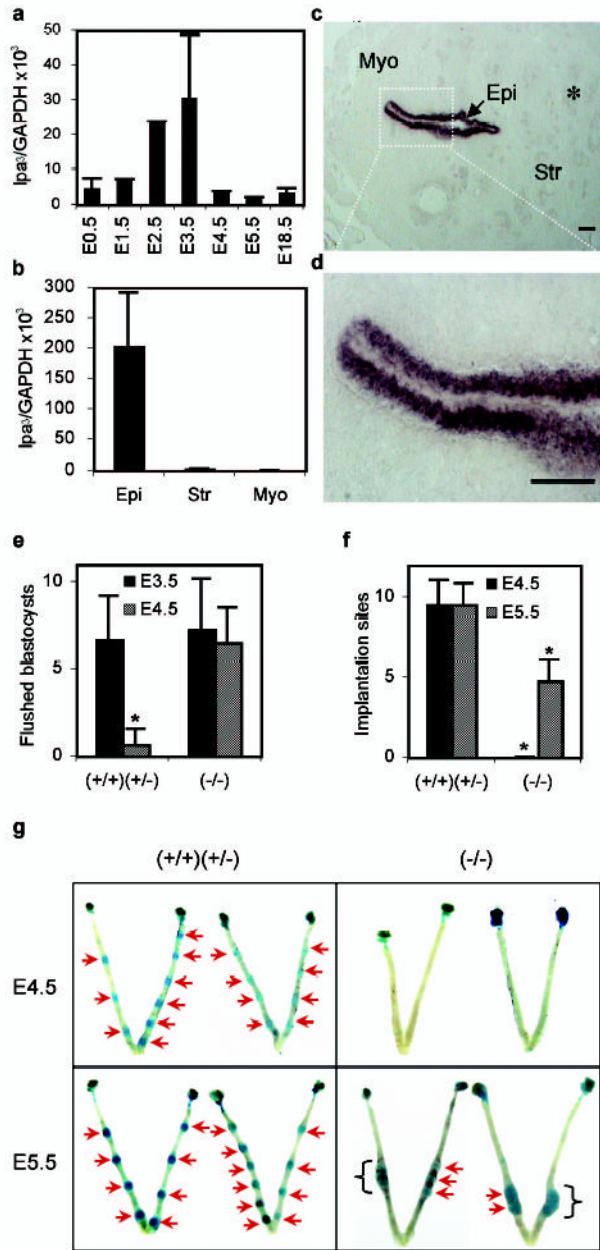 a
lpa³/GAPDH x10³
50
40
30
20
10
0
E0.5 E1.5 E2.5 E3.5 E4.5 E5.5 E18.5
c
Myo
Epi
*
Str
b
lpa³/GAPDH x10³
300
250
200
150
100
50
0
Epi Str Myo
d
e
Flushed blastocysts
10
5
0
E3.5
E4.5
*
(+/+)(+/-) (-/-)
f
Implantation sites
10
5
0
E4.5
E5.5
*
*
(+/+)(+/-) (-/-)
g
(+/+)(+/-) (-/-)
E4.5
E5.5
{ }